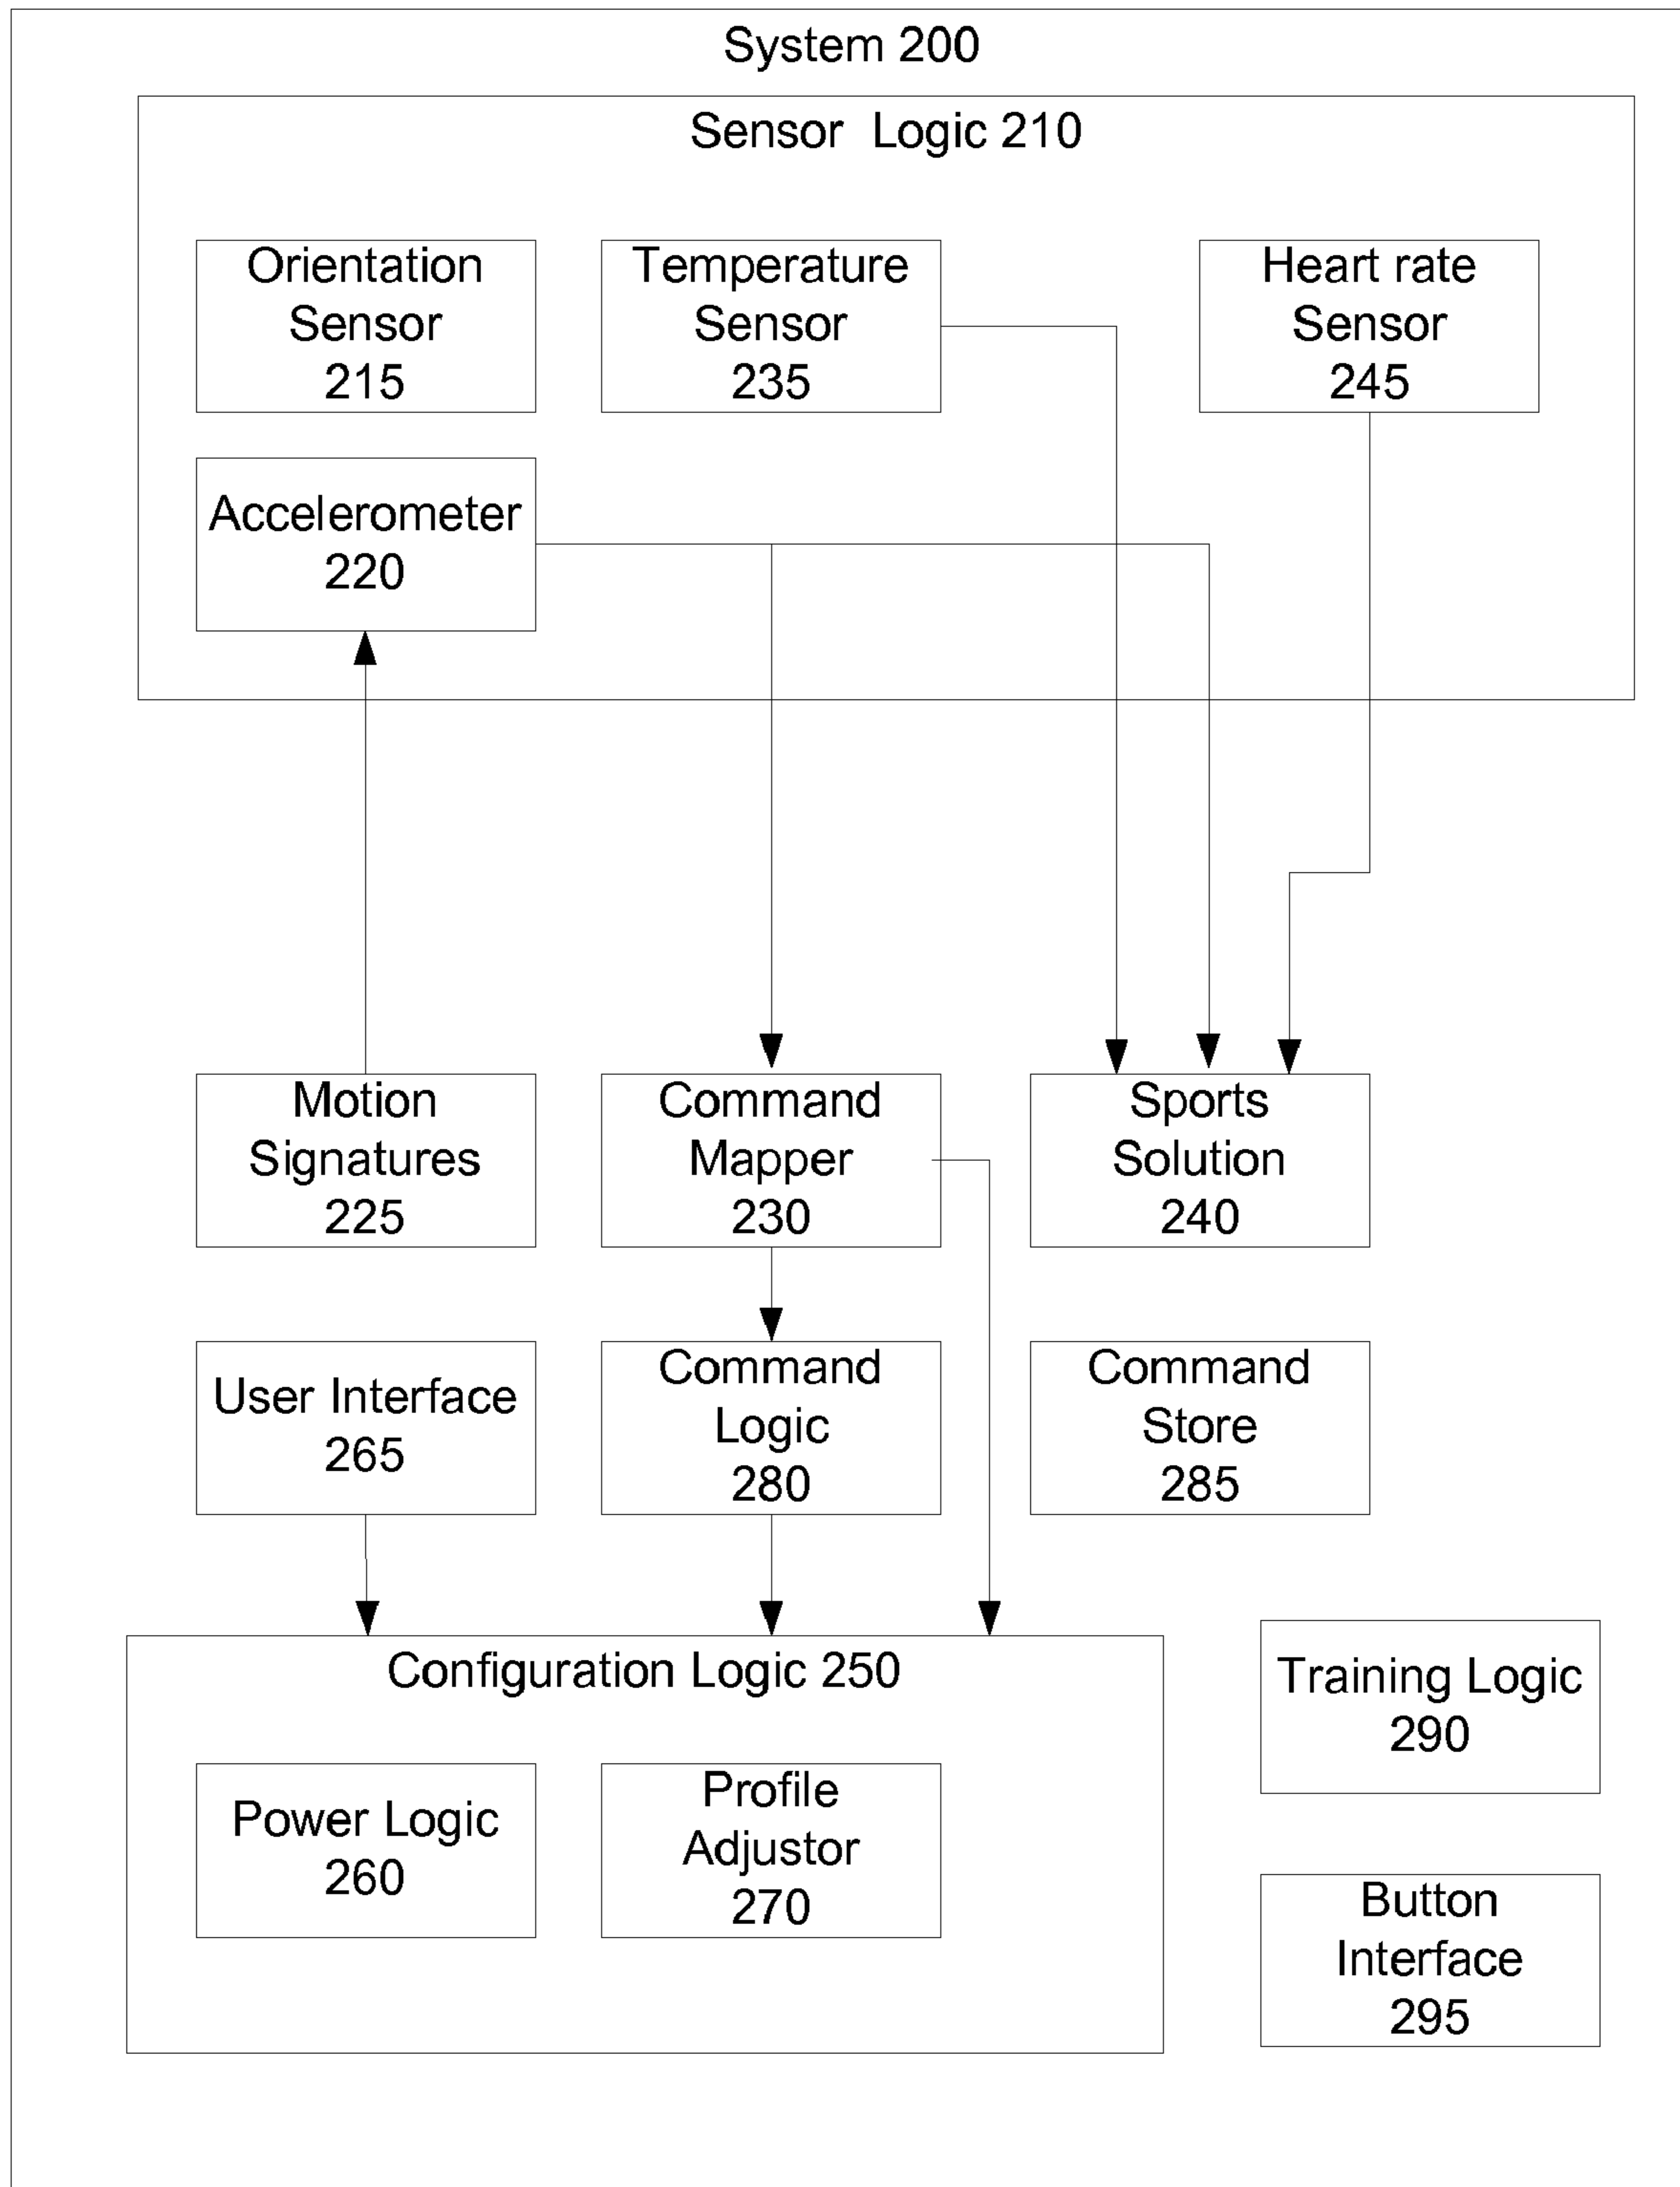 System 200
Sensor Logic 210
Orientation
Sensor
215
Temperature
Sensor
235
Heart rate
Sensor
245
Accelerometer
220
Motion
Signatures
225
Command
Mapper
230
Sports
Solution
240
User Interface
265
Command
Logic
280
Command
Store
285
Configuration Logic 250
Power Logic
260
Profile
Adjustor
270
Training Logic
290
Button
Interface
295